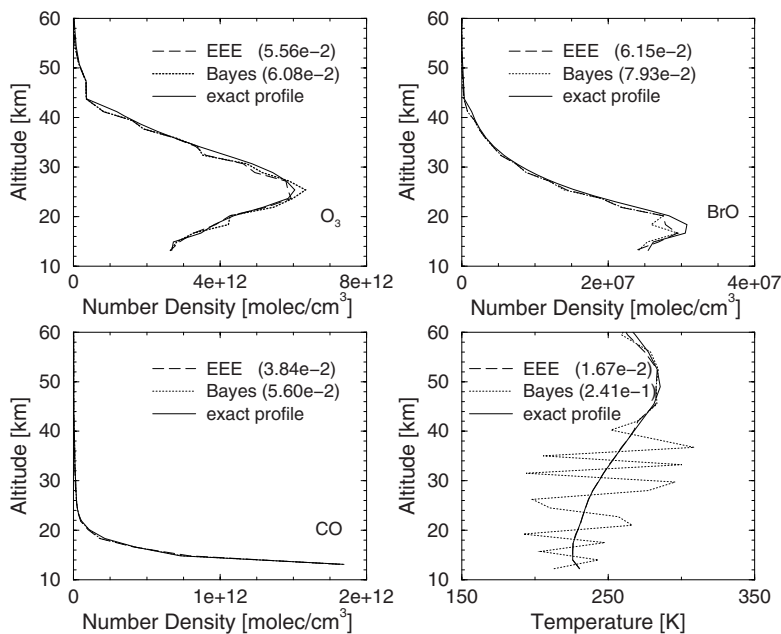 60
50
40
30
20
10
Altitude [km]
EEE (5.56e−2)
Bayes (6.08e−2)
exact profile
O3
0 4e+12 8e+12
Number Density [molec/cm3]
60
50
40
30
20
10
Altitude [km]
EEE (6.15e−2)
Bayes (7.93e−2)
exact profile
BrO
0 2e+07 4e+07
Number Density [molec/cm3]
60
50
40
30
20
10
Altitude [km]
EEE (3.84e−2)
Bayes (5.60e−2)
exact profile
CO
0 1e+12 2e+12
Number Density [molec/cm3]
60
50
40
30
20
10
Altitude [km]
EEE (1.67e−2)
Bayes (2.41e−1)
exact profile
150 250 350
Temperature [K]